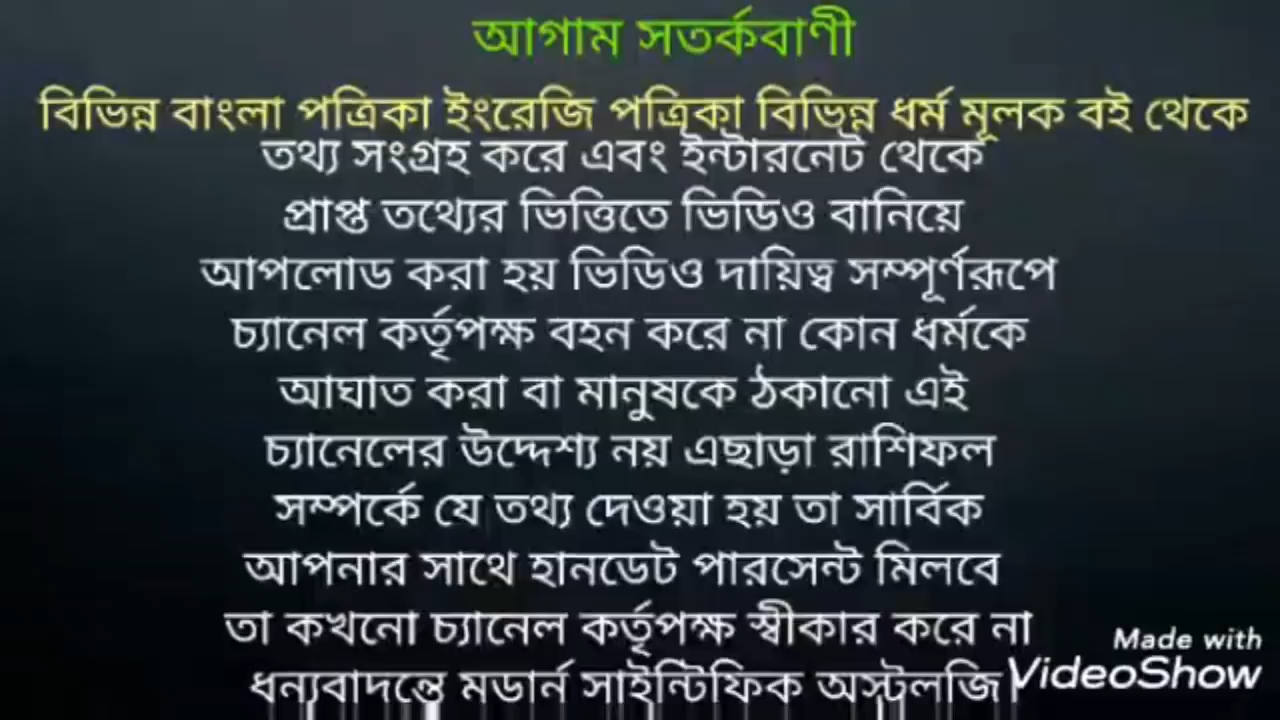 আগাম সতর্কবাণী
বিভিন্ন বাংলা পত্রিকা ইংরেজি পত্রিকা বিভিন্ন ধর্ম মূলক বই থেকে
তথ্য সংগ্রহ করে এবং ইন্টারনেট থেকে
প্রাপ্ত তথ্যের ভিত্তিতে ভিডিও বানিয়ে
আপলোড করা হয় ভিডিও দায়িত্ব সম্পূর্ণরূপে
চ্যানেল কর্তৃপক্ষ বহন করে না কোন ধর্মকে
আঘাত করা বা মানুষকে ঠকানো এই
চ্যানেলের উদ্দেশ্য নয় এছাড়া রাশিফল
সম্পর্কে যে তথ্য দেওয়া হয় তা সার্বিক
আপনার সাথে হানডেট পারসেন্ট মিলবে
তা কখনো চ্যানেল কর্তৃপক্ষ স্বীকার করে না
ধন্যবাদন্তে মডার্ন সাইন্টিফিক অস্ট্রলজি।
Made with
VideoShow